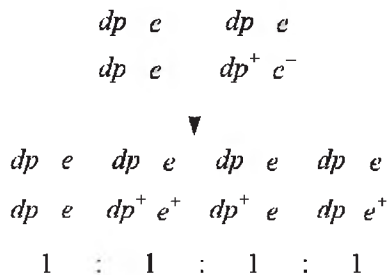 dp e dp e
dp e dp⁺ e⁻
dp e dp e dp e dp e
dp e dp⁺ e⁺ dp⁺ e dp e⁺
1 : 1 : 1 : 1